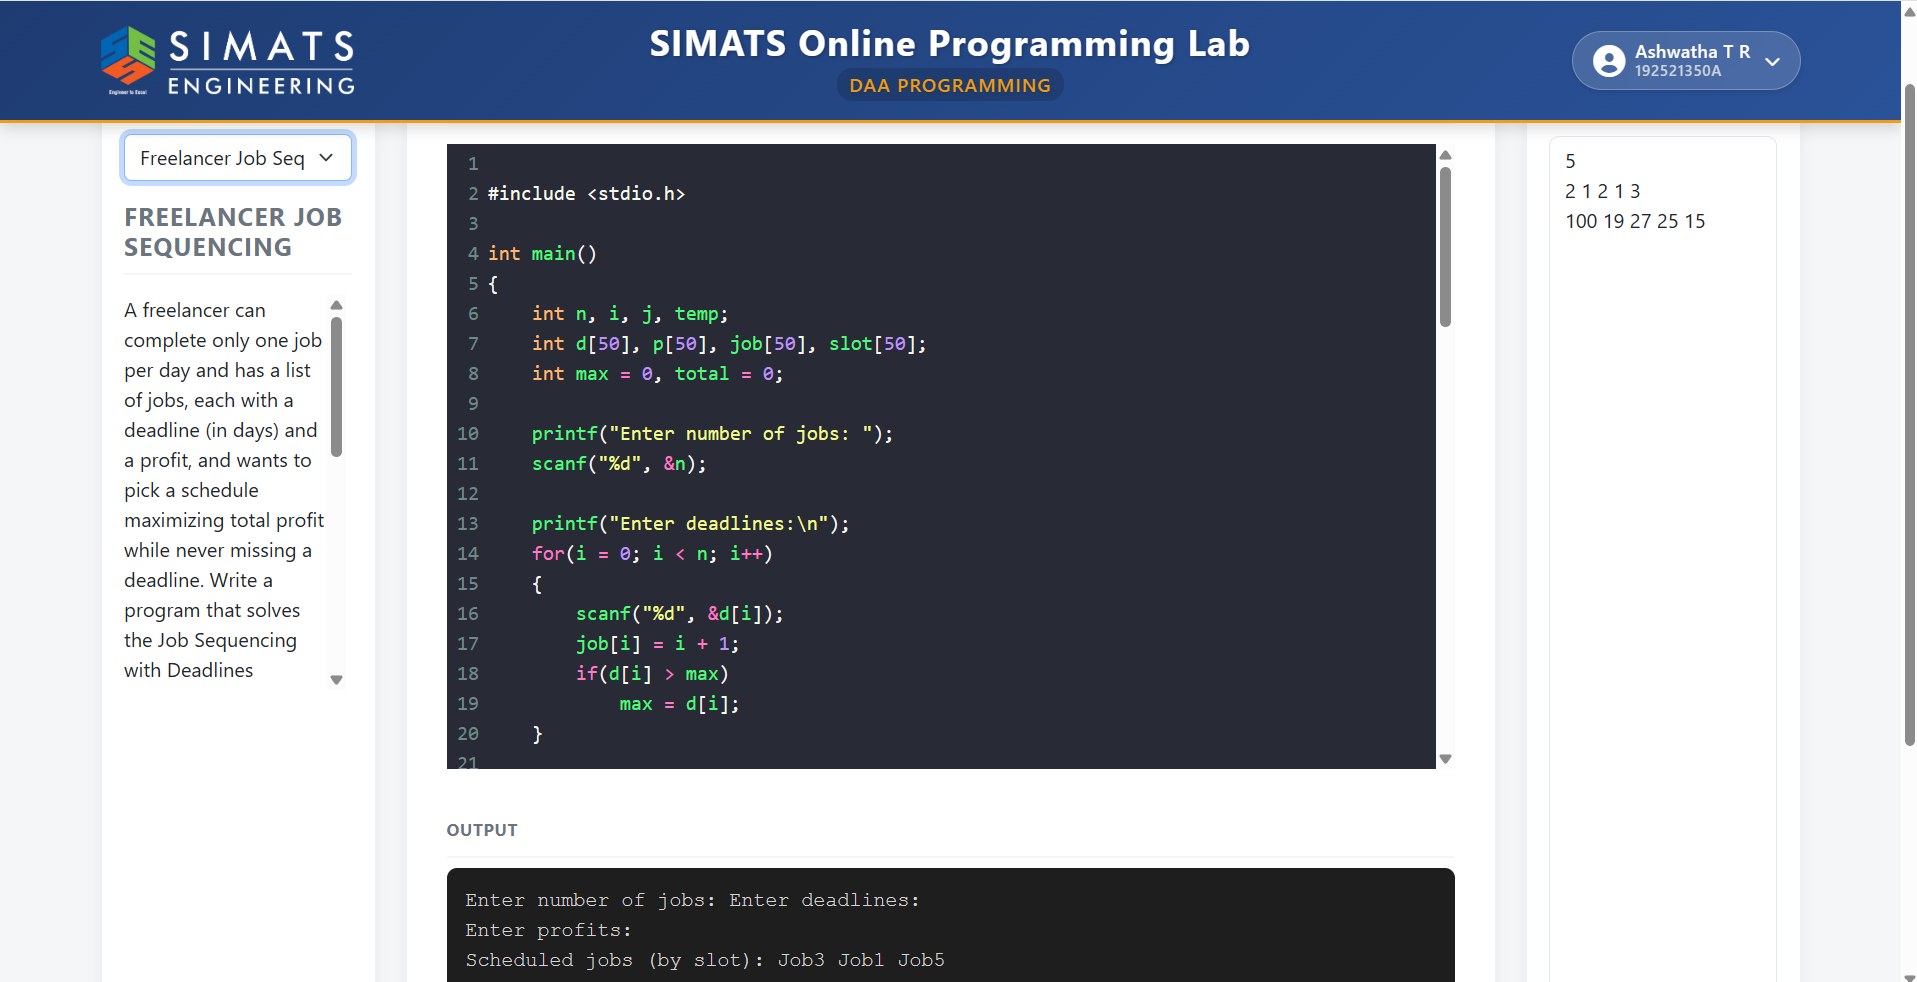 SIMATS
ENGINEERING
Engineer to Excel
SIMATS Online Programming Lab
DAA PROGRAMMING
Ashwatha T R
192521350A
Freelancer Job Seq
FREELANCER JOB
SEQUENCING
A freelancer can
complete only one job
per day and has a list
of jobs, each with a
deadline (in days) and
a profit, and wants to
pick a schedule
maximizing total profit
while never missing a
deadline. Write a
program that solves
the Job Sequencing
with Deadlines
1
2 #include <stdio.h>
3
4 int main()
5 {
6     int n, i, j, temp;
7     int d[50], p[50], job[50], slot[50];
8     int max = 0, total = 0;
9
10     printf("Enter number of jobs: ");
11     scanf("%d", &n);
12
13     printf("Enter deadlines:\n");
14     for(i = 0; i < n; i++)
15     {
16         scanf("%d", &d[i]);
17         job[i] = i + 1;
18         if(d[i] > max)
19             max = d[i];
20     }
21
OUTPUT
Enter number of jobs: Enter deadlines:
Enter profits:
Scheduled jobs (by slot): Job3 Job1 Job5
5
2 1 2 1 3
100 19 27 25 15